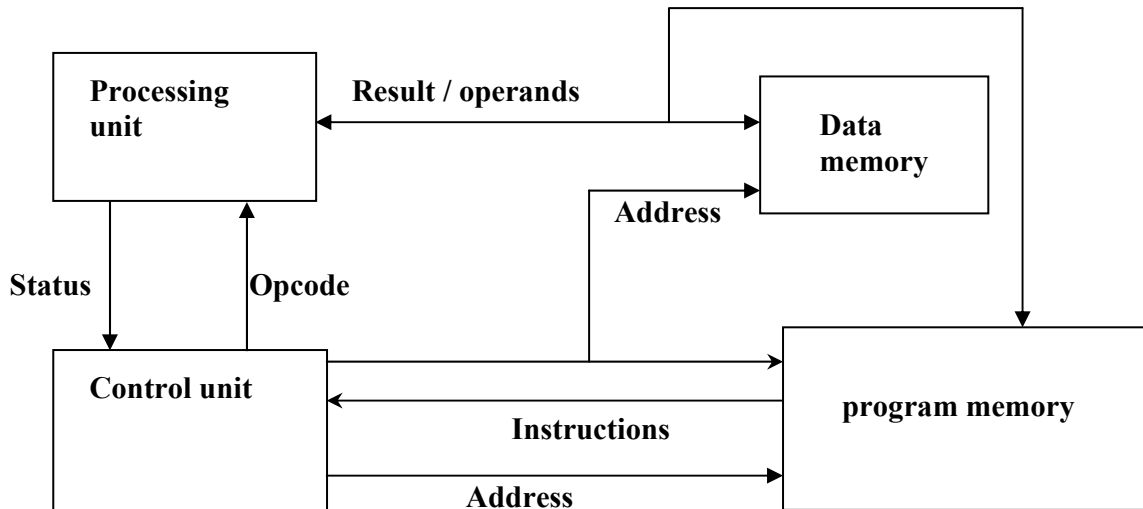 Processing
unit
Result / operands
Data
memory
Address
Status
Opcode
Control unit
program memory
Instructions
Address